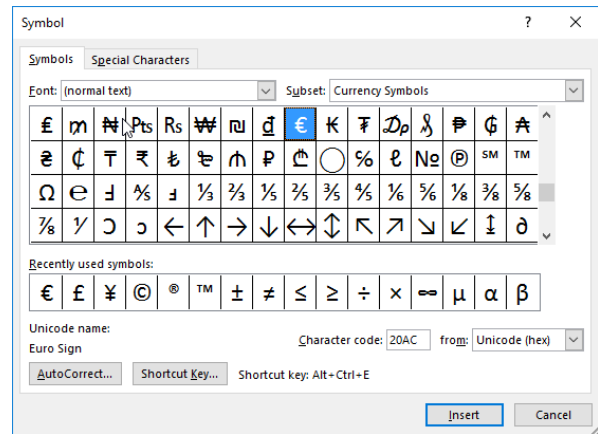 Symbol ? ×
Symbols Special Characters
Font: (normal text) Subset: Currency Symbols
₤ ₥ ₦ ₧ ₨ ₩ ₪ ₫ € ₭ ₮ ₯ ₰ ₱ ₲ ₳
₴ ₵ ₸ ₹ ₺ ₻ ₼ ₽ ₾ ◯ ℅ ℓ № ℗ ℠ ™
Ω ℮ Ⅎ ⅍ ⅎ ⅓ ⅔ ⅕ ⅖ ⅗ ⅘ ⅙ ⅚ ⅛ ⅜ ⅝
⅞ ⅟ Ↄ ↄ ← ↑ → ↓ ↔ ↕ ↖ ↗ ↘ ↙ ↨ ∂
Recently used symbols:
€ £ ¥ © ® ™ ± ≠ ≤ ≥ ÷ × ∞ µ α β
Unicode name:
Euro Sign
Character code: 20AC from: Unicode (hex)
AutoCorrect... Shortcut Key... Shortcut key: Alt+Ctrl+E
Insert Cancel